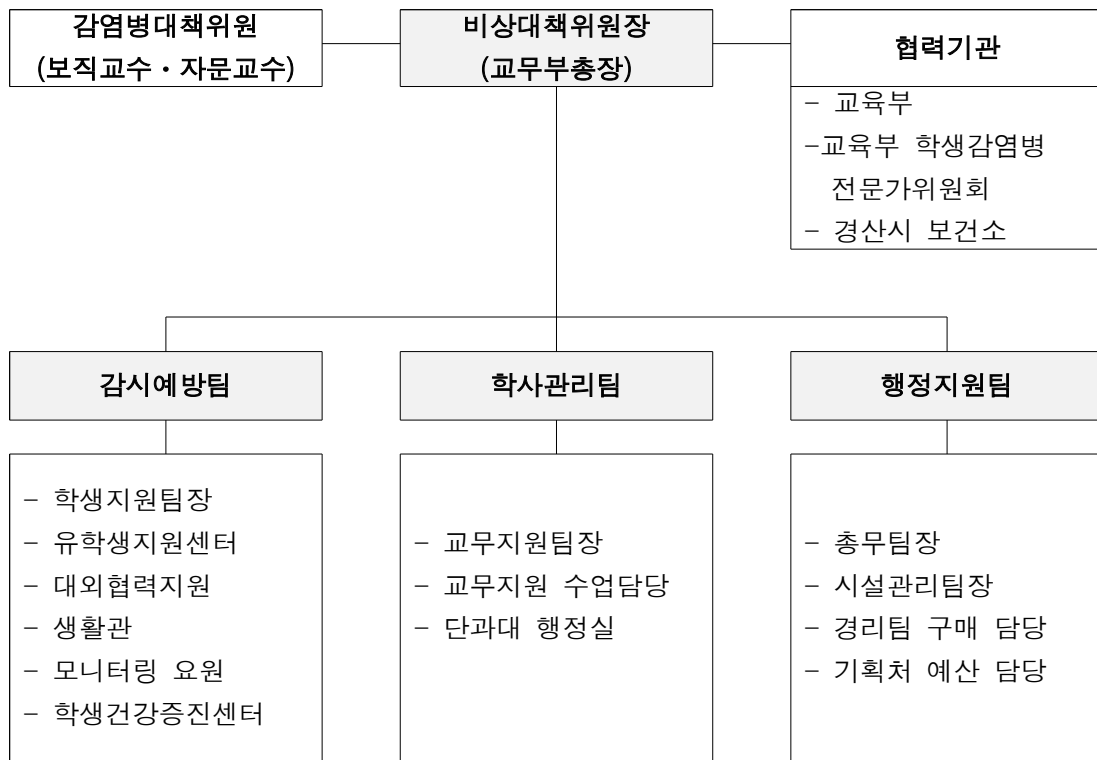 감염병대책위원
(보직교수・자문교수)
비상대책위원장
(교무부총장)
협력기관
- 교육부
-교육부 학생감염병
전문가위원회
- 경산시 보건소
감시예방팀
학사관리팀
행정지원팀
- 학생지원팀장
- 유학생지원센터
- 대외협력지원
- 생활관
- 모니터링 요원
- 학생건강증진센터
- 교무지원팀장
- 교무지원 수업담당
- 단과대 행정실
- 총무팀장
- 시설관리팀장
- 경리팀 구매 담당
- 기획처 예산 담당